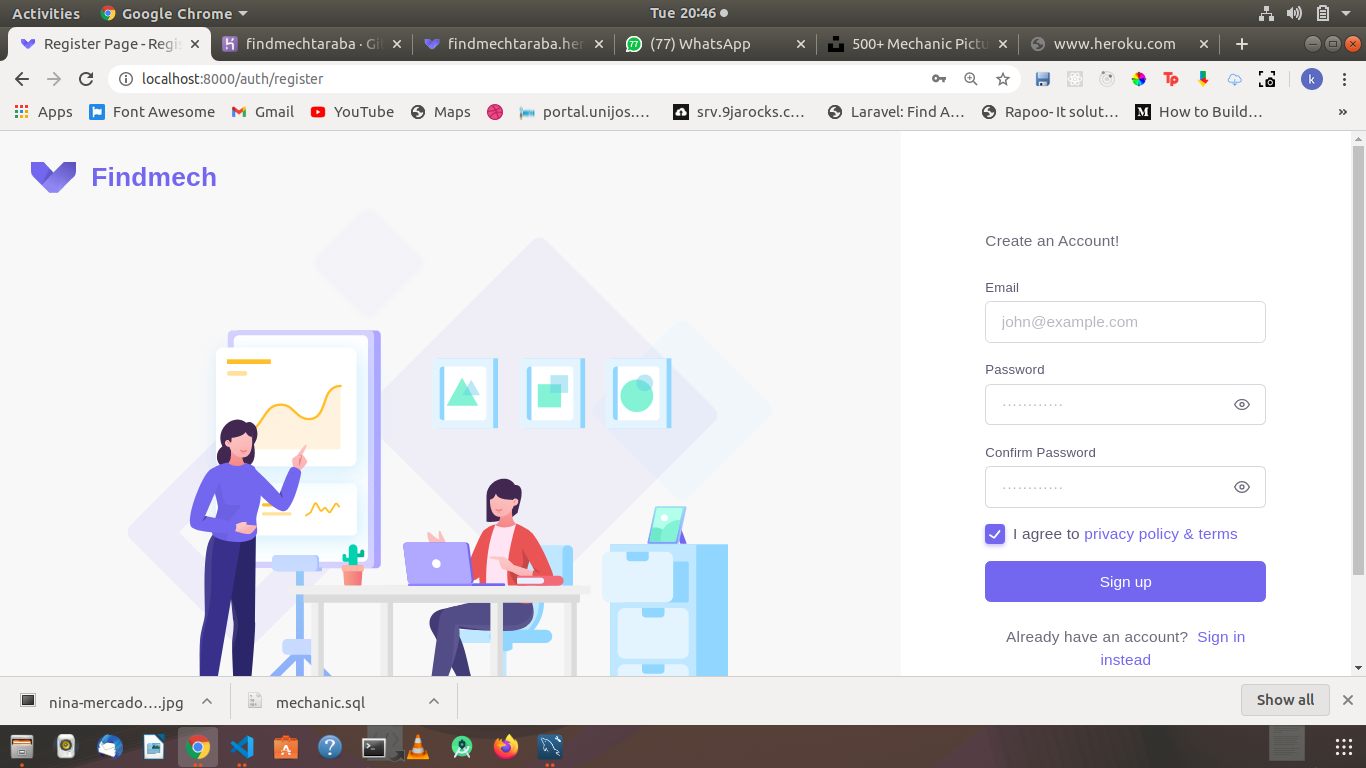 Activities Google Chrome Tue 20:46
Register Page - Regis findmechtaraba · Gi findmechtaraba.her (77) WhatsApp 500+ Mechanic Pictu www.heroku.com
localhost:8000/auth/register Tp k
Apps Font Awesome Gmail YouTube Maps portal.unijos.… srv.9jarocks.c… Laravel: Find A… Rapoo- It solut… How to Build… »
Findmech
Create an Account!
Email
john@example.com
Password
············
Confirm Password
············
I agree to privacy policy & terms
Sign up
Already have an account? Sign in
instead
nina-mercado….jpg mechanic.sql Show all